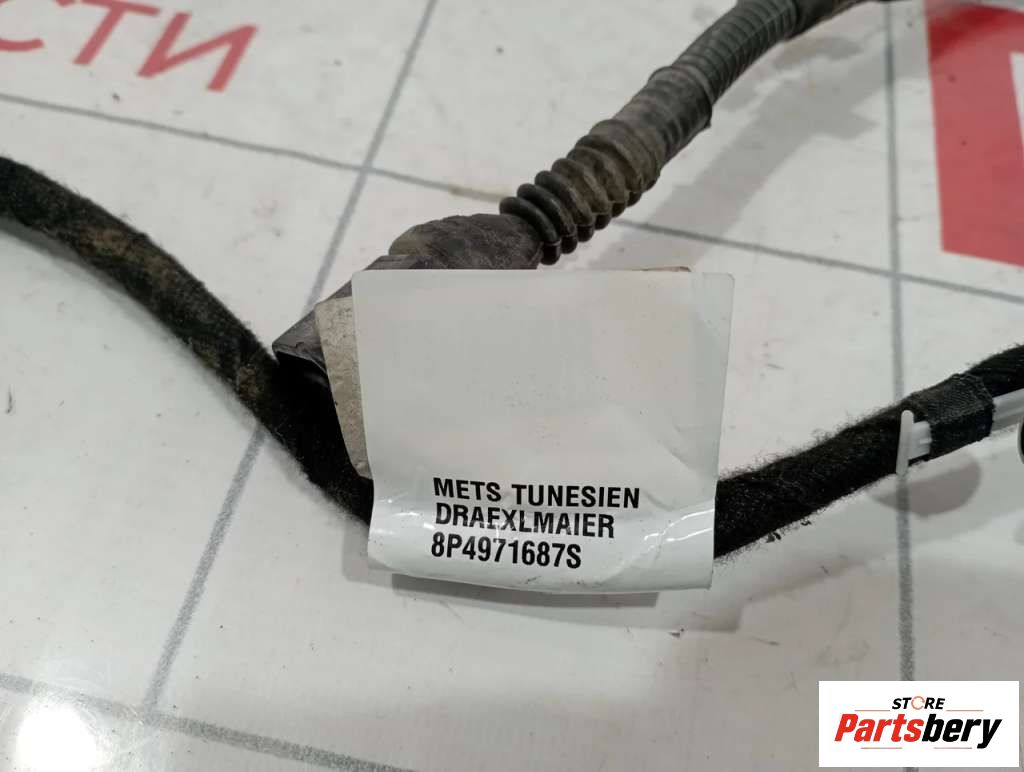 СТИ
METS TUNESIEN
DRAEXLMAIER
8P4971687S
STORE
Partsbery